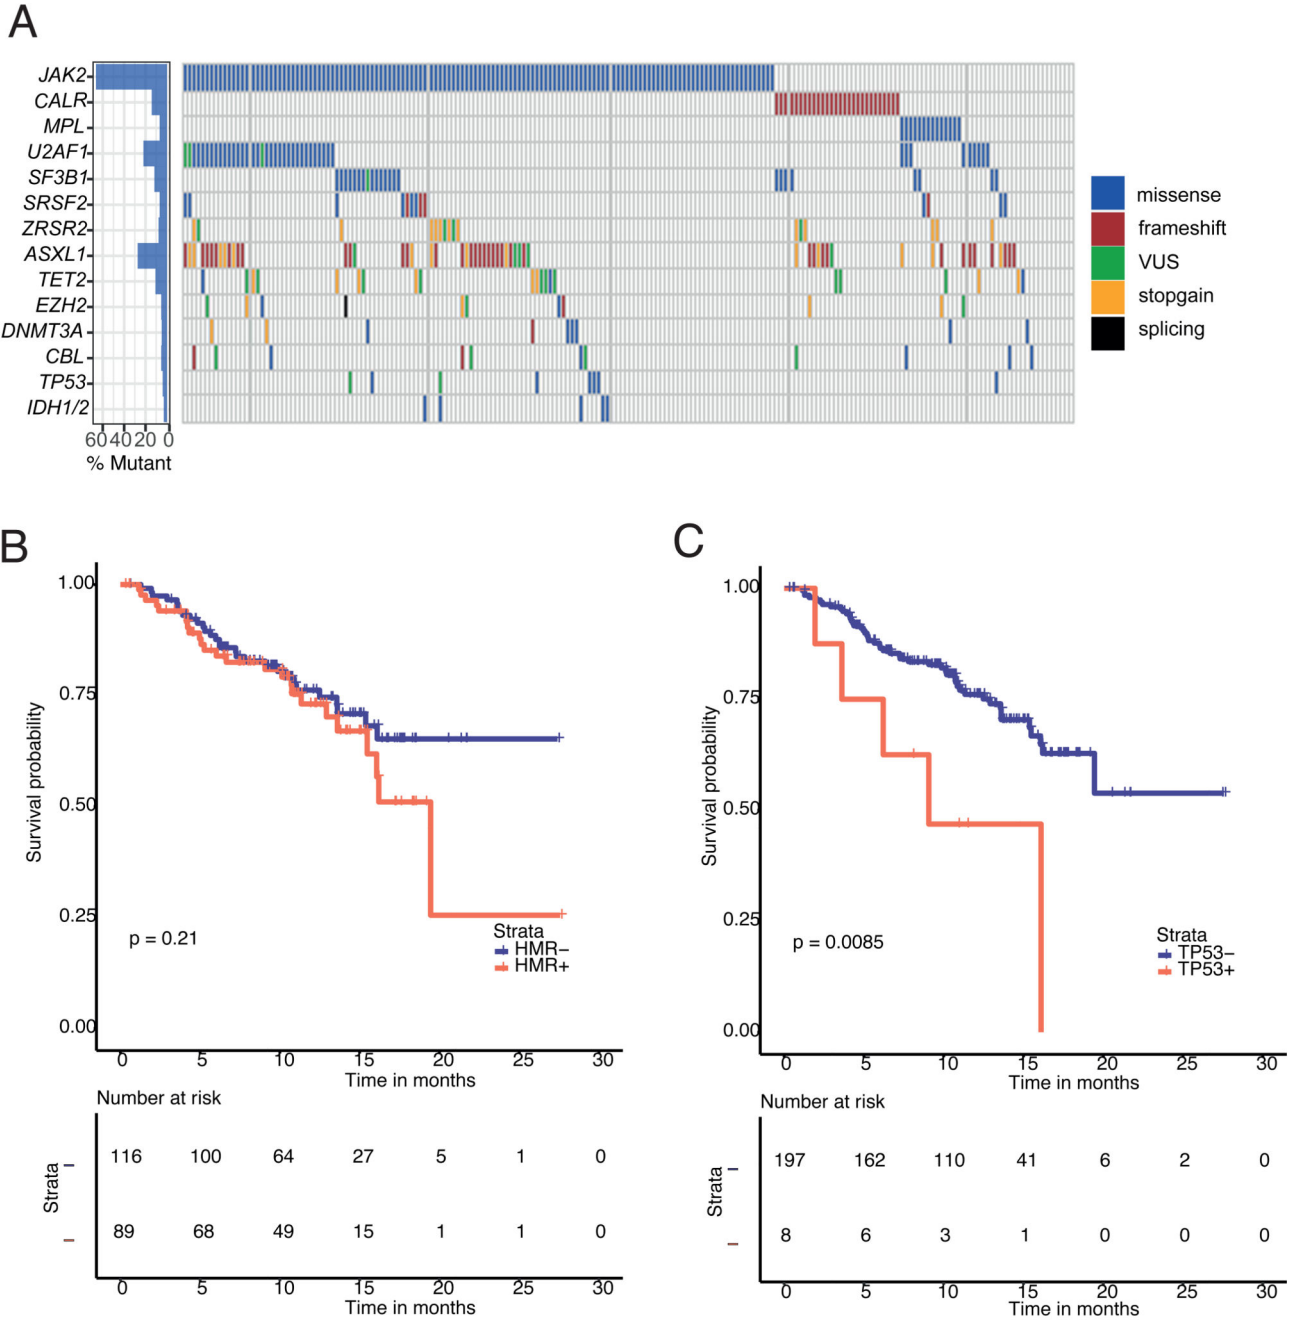 A
JAK2
CALR
MPL
U2AF1
SF3B1
SRSF2
ZRSR2
ASXL1
TET2
EZH2
DNMT3A
CBL
TP53
IDH1/2
60 40 20 0
% Mutant
missense
frameshift
VUS
stopgain
splicing
B
Survival probability
1.00
0.75
0.50
0.25
0.00
p = 0.21
Strata
HMR−
HMR+
0 5 10 15 20 25 30
Time in months
Number at risk
Strata
116 100 64 27 5 1 0
89 68 49 15 1 1 0
0 5 10 15 20 25 30
Time in months
C
Survival probability
1.00
0.75
0.50
0.25
0.00
p = 0.0085
Strata
TP53−
TP53+
0 5 10 15 20 25 30
Time in months
Number at risk
Strata
197 162 110 41 6 2 0
8 6 3 1 0 0 0
0 5 10 15 20 25 30
Time in months